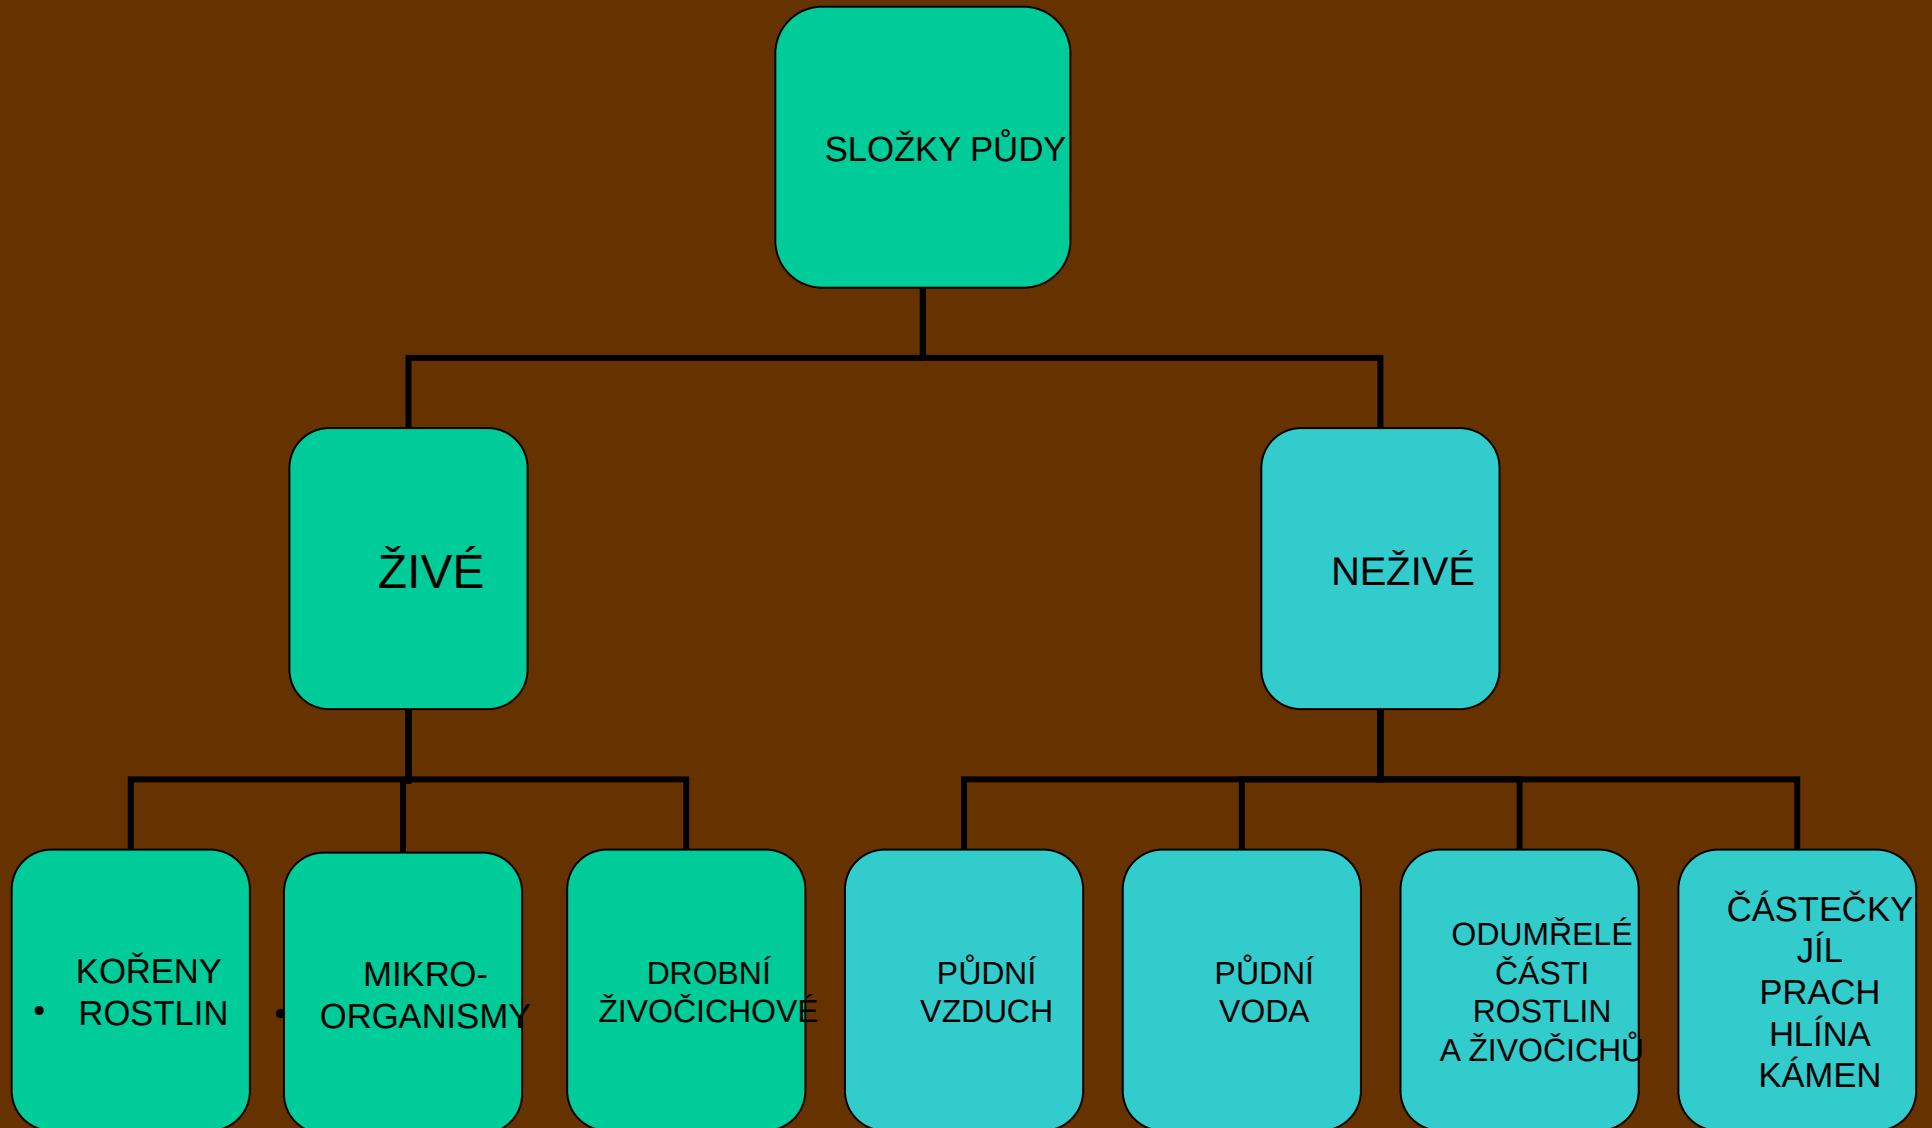 SLOŽKY PŮDY
ŽIVÉ
NEŽIVÉ
KOŘENY
• ROSTLIN
MIKRO-
• ORGANISMY
DROBNÍ
ŽIVOČICHOVÉ
PŮDNÍ
VZDUCH
PŮDNÍ
VODA
ODUMŘELÉ
ČÁSTI
ROSTLIN
A ŽIVOČICHŮ
ČÁSTEČKY
JÍL
PRACH
HLÍNA
KÁMEN